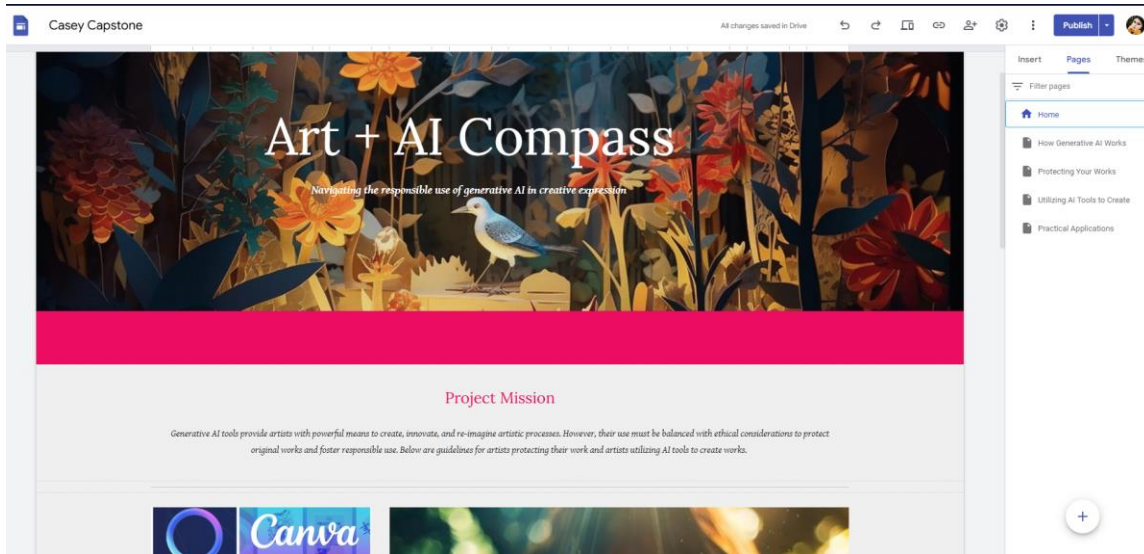 Casey Capstone
All changes saved in Drive
Publish
Insert Pages Themes
Filter pages
Home
How Generative AI Works
Protecting Your Works
Utilizing AI Tools to Create
Practical Applications
Art + AI Compass
Navigating the responsible use of generative AI in creative expression
Project Mission
Generative AI tools provide artists with powerful means to create, innovate, and re-imagine artistic processes. However, their use must be balanced with ethical considerations to protect
original works and foster responsible use. Below are guidelines for artists protecting their work and artists utilizing AI tools to create works.
Canva